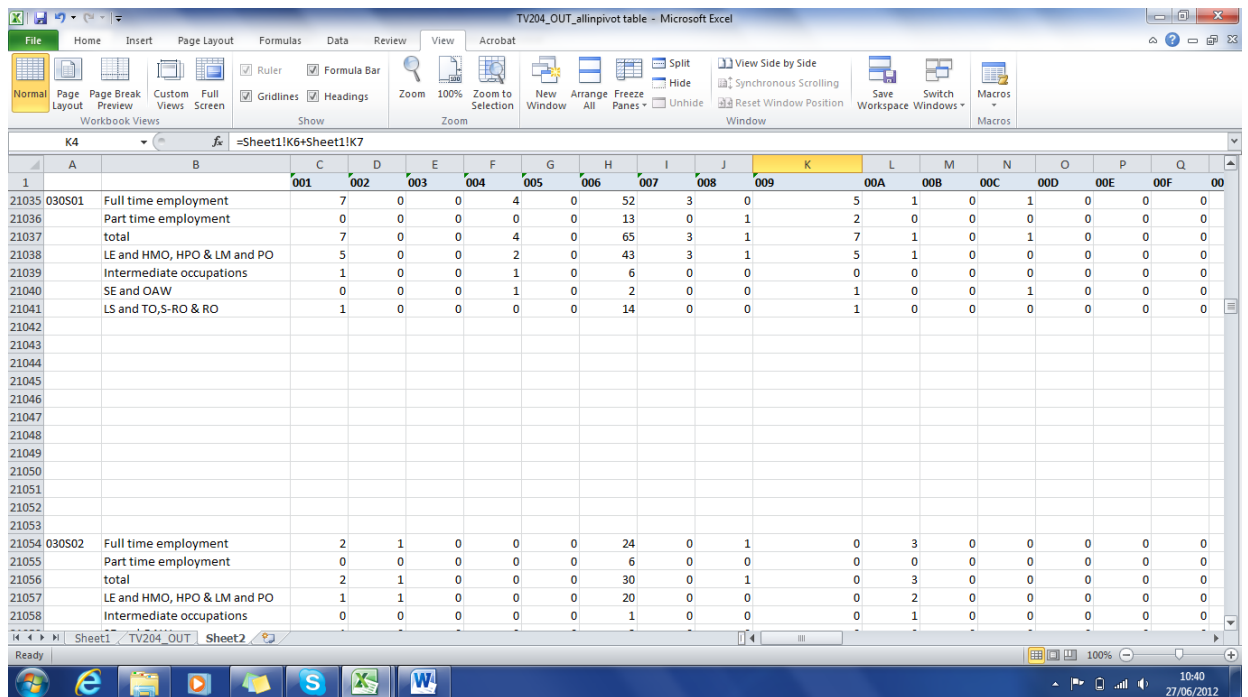 TV204_OUT_allinpivot table - Microsoft Excel
File Home Insert Page Layout Formulas Data Review View Acrobat
Normal Page Layout Page Break Preview Custom Views Full Screen
Workbook Views
Ruler Formula Bar
Gridlines Headings
Show
Zoom 100% Zoom to Selection
Zoom
New Window Arrange All Freeze Panes
Split
Hide
Unhide
View Side by Side
Synchronous Scrolling
Reset Window Position
Save Workspace Switch Windows
Window
Macros
Macros
K4 fx =Sheet1!K6+Sheet1!K7
A B C D E F G H I J K L M N O P Q
1 001 002 003 004 005 006 007 008 009 00A 00B 00C 00D 00E 00F 00
21035 030S01 Full time employment 7 0 0 4 0 52 3 0 5 1 0 1 0 0 0
21036 Part time employment 0 0 0 0 0 13 0 1 2 0 0 0 0 0 0
21037 total 7 0 0 4 0 65 3 1 7 1 0 1 0 0 0
21038 LE and HMO, HPO & LM and PO 5 0 0 2 0 43 3 1 5 1 0 0 0 0 0
21039 Intermediate occupations 1 0 0 1 0 6 0 0 0 0 0 0 0 0 0
21040 SE and OAW 0 0 0 1 0 2 0 0 1 0 0 1 0 0 0
21041 LS and TO,S-RO & RO 1 0 0 0 0 14 0 0 1 0 0 0 0 0 0
21042
21043
21044
21045
21046
21047
21048
21049
21050
21051
21052
21053
21054 030S02 Full time employment 2 1 0 0 0 24 0 1 0 3 0 0 0 0 0
21055 Part time employment 0 0 0 0 0 6 0 0 0 0 0 0 0 0 0
21056 total 2 1 0 0 0 30 0 1 0 3 0 0 0 0 0
21057 LE and HMO, HPO & LM and PO 1 1 0 0 0 20 0 0 0 2 0 0 0 0 0
21058 Intermediate occupations 0 0 0 0 0 1 0 0 0 1 0 0 0 0 0
Sheet1 TV204_OUT Sheet2
Ready 100%
10:40
27/06/2012